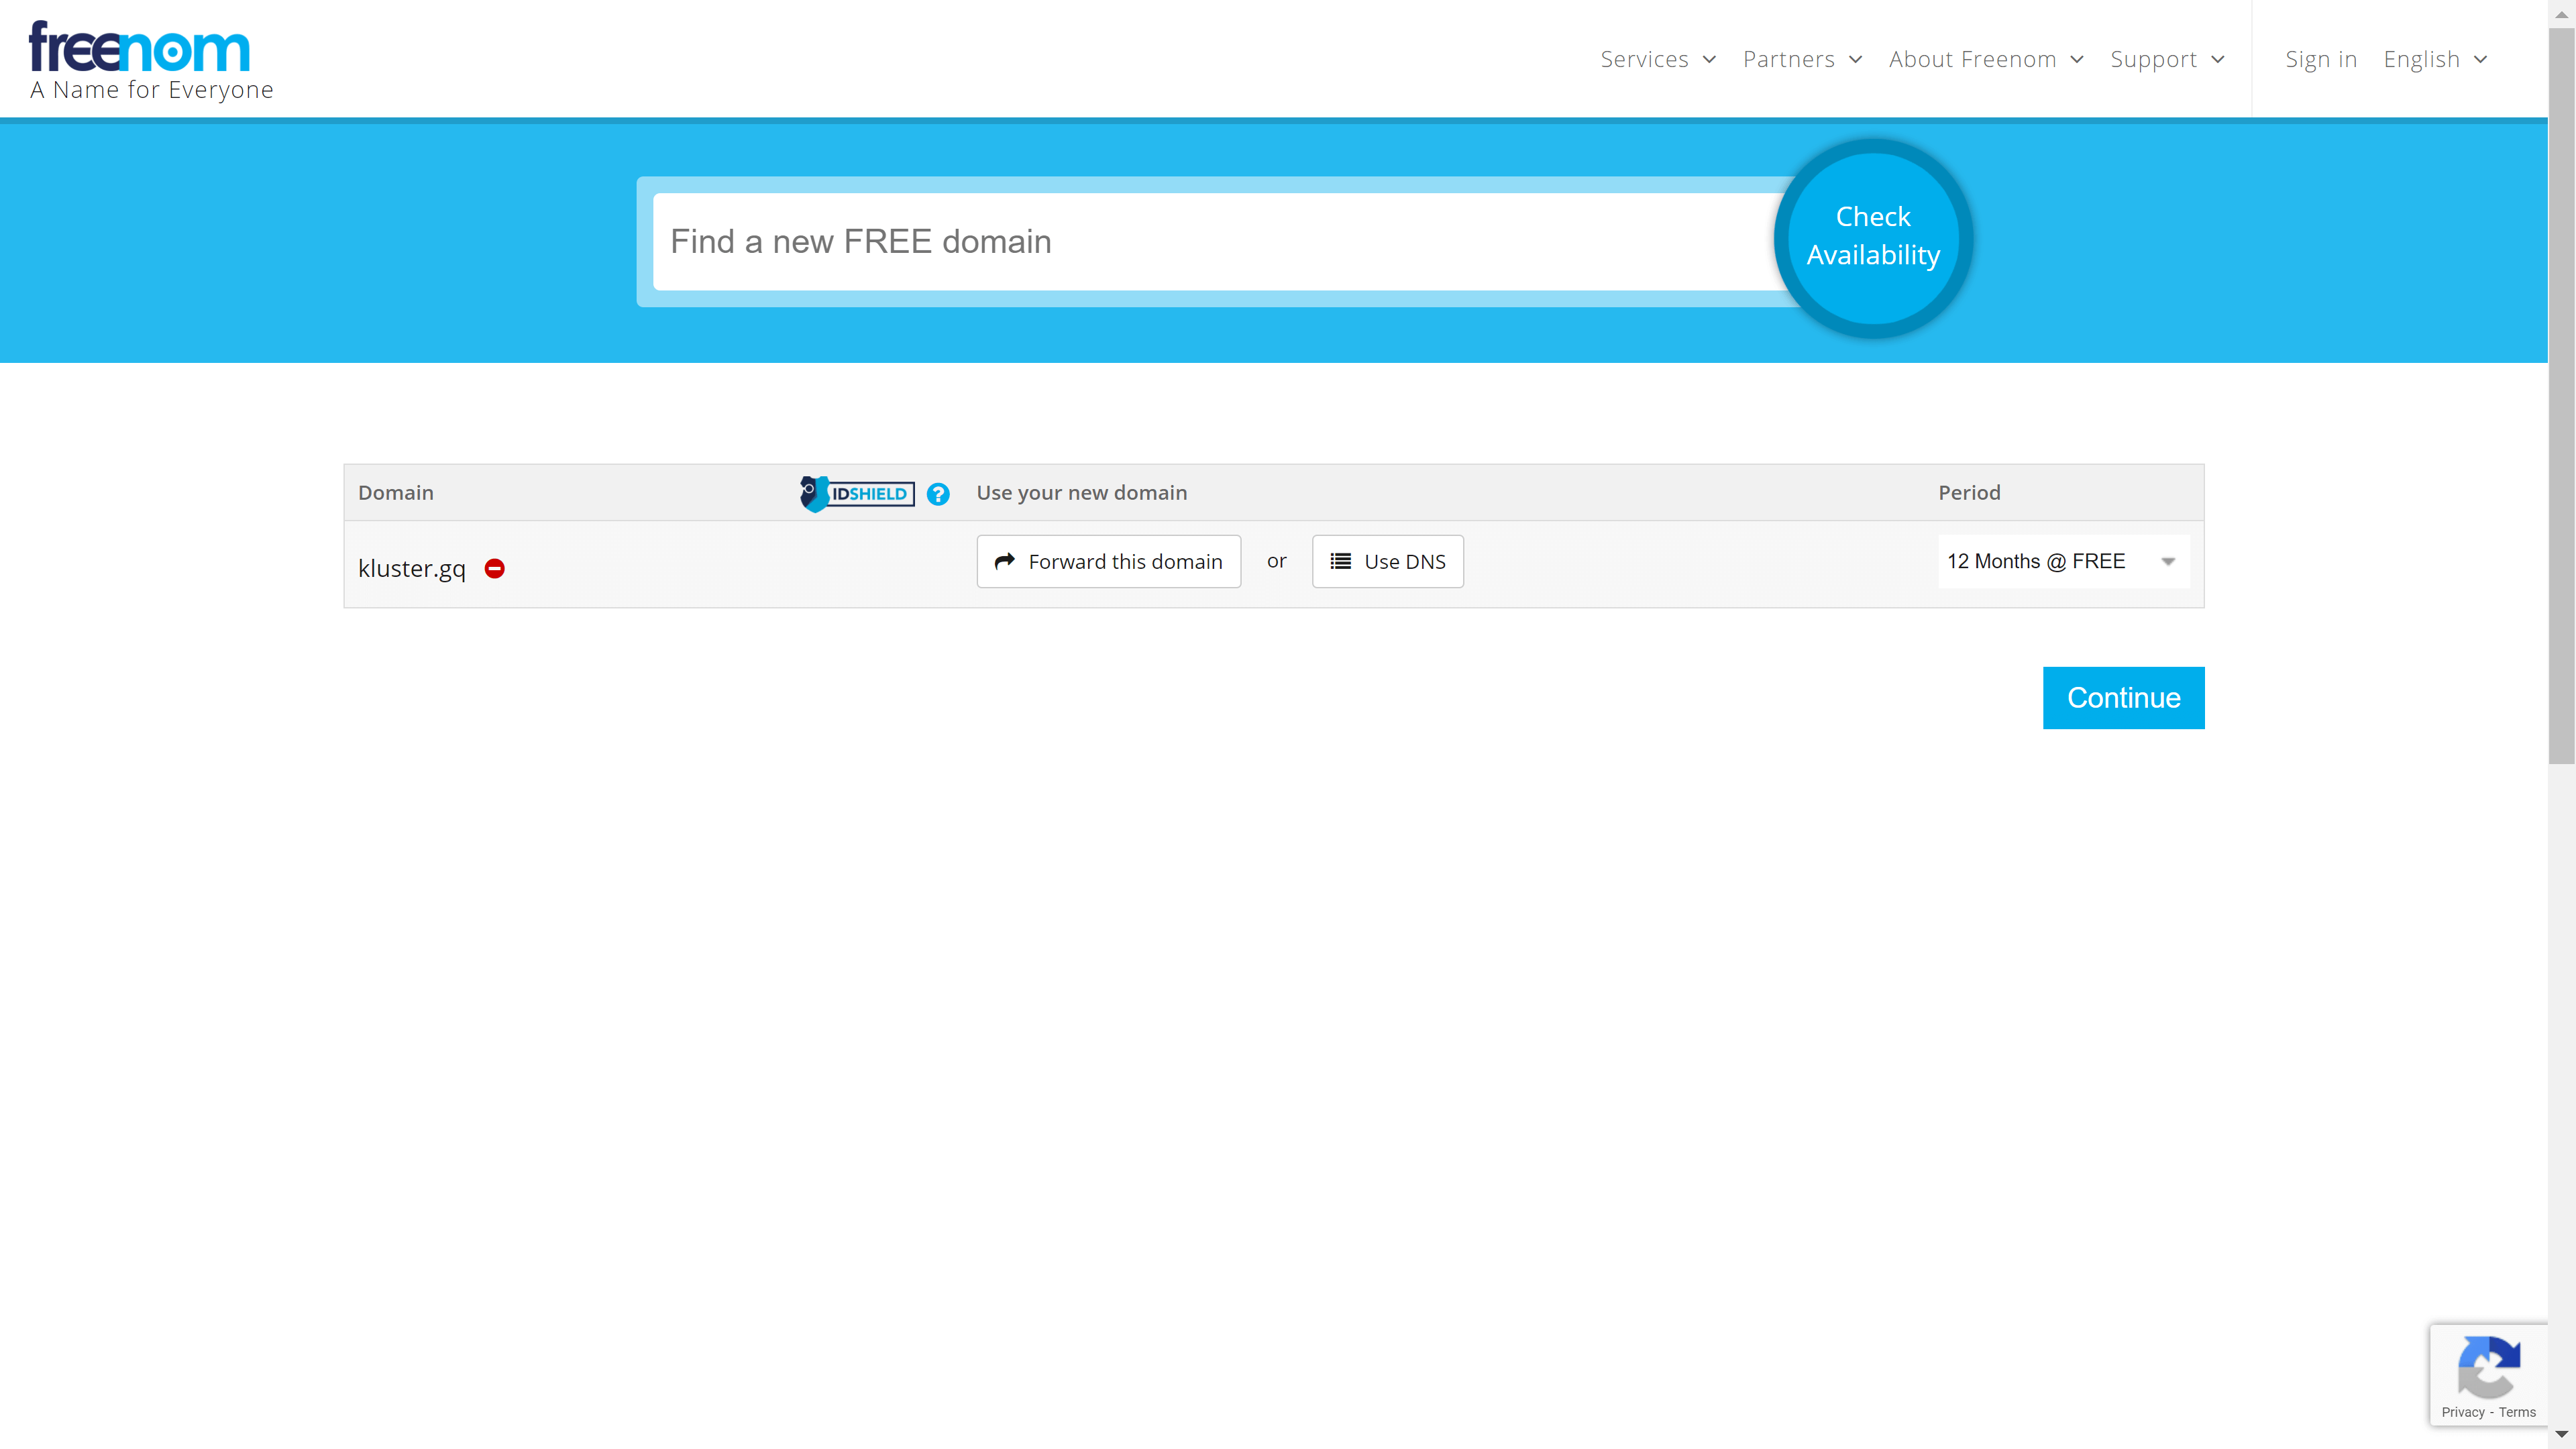 freenom
A Name for Everyone
Services
Partners
About Freenom
Support
Sign in
English
Find a new FREE domain
Check
Availability
Domain
IDSHIELD
?
Use your new domain
Period
kluster.gq
Forward this domain
or
Use DNS
12 Months @ FREE
Continue
Privacy - Terms